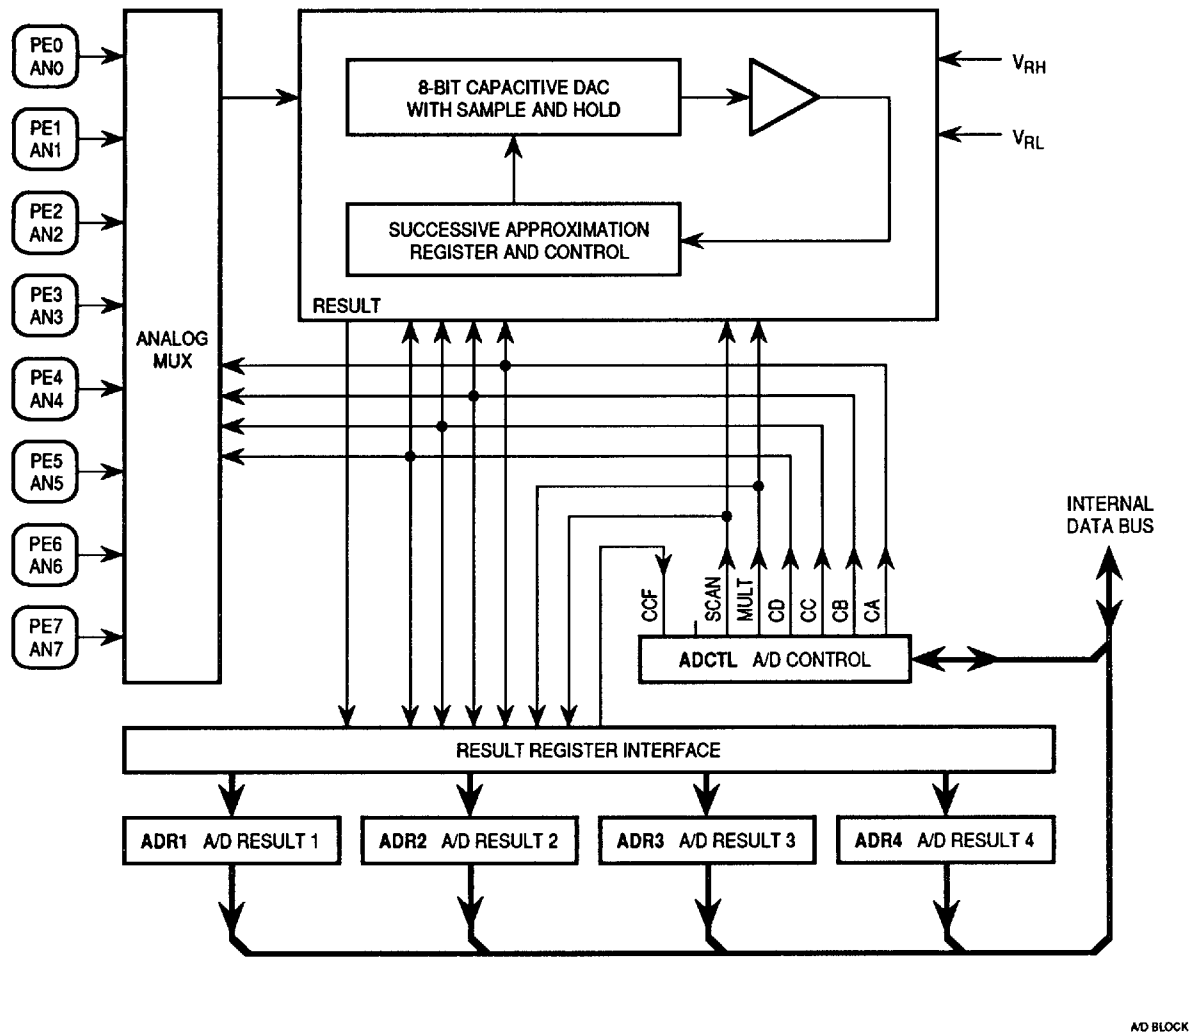 PE0
AN0
PE1
AN1
PE2
AN2
PE3
AN3
PE4
AN4
PE5
AN5
PE6
AN6
PE7
AN7
ANALOG
MUX
8-BIT CAPACITIVE DAC
WITH SAMPLE AND HOLD
SUCCESSIVE APPROXIMATION
REGISTER AND CONTROL
RESULT
VRH
VRL
INTERNAL
DATA BUS
CCF
SCAN
MULT
CD
CC
CB
CA
ADCTL A/D CONTROL
RESULT REGISTER INTERFACE
ADR1 A/D RESULT 1
ADR2 A/D RESULT 2
ADR3 A/D RESULT 3
ADR4 A/D RESULT 4
A/D BLOCK